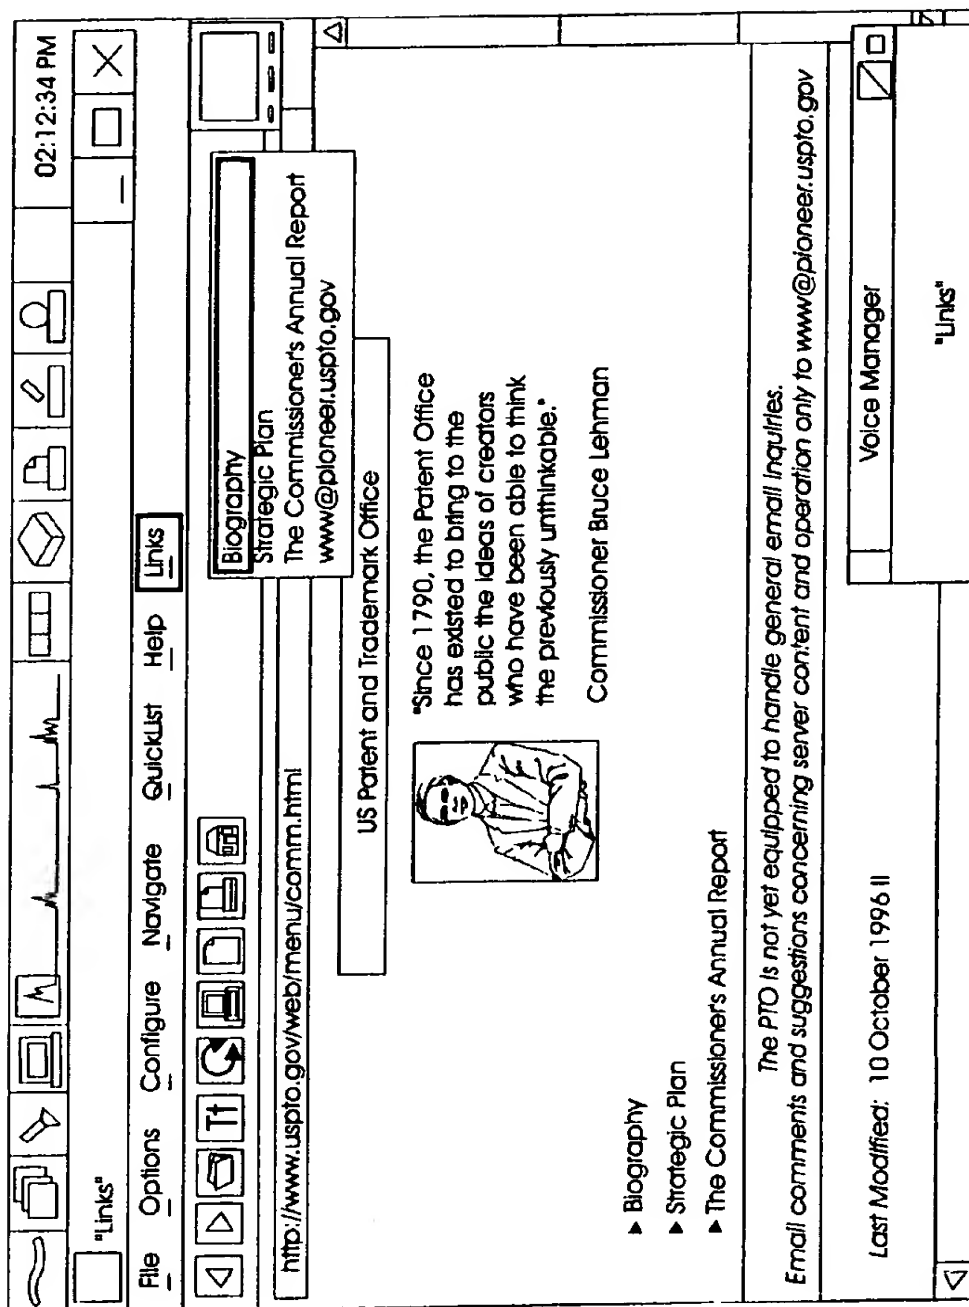 02:12:34 PM
"Links"
File Options Configure Navigate QuickList Help Links
Tt
Biography
Strategic Plan
The Commissioner's Annual Report
www@pioneer.uspto.gov
http://www.uspto.gov/web/menu/comm.html
US Patent and Trademark Office
"Since 1790, the Patent Office
has existed to bring to the
public the ideas of creators
who have been able to think
the previously unthinkable."
Commissioner Bruce Lehman
▸ Biography
▸ Strategic Plan
▸ The Commissioner's Annual Report
The PTO is not yet equipped to handle general email inquiries.
Email comments and suggestions concerning server content and operation only to www@pioneer.uspto.gov
Last Modified: 10 October 1996 II
Voice Manager
"Links"